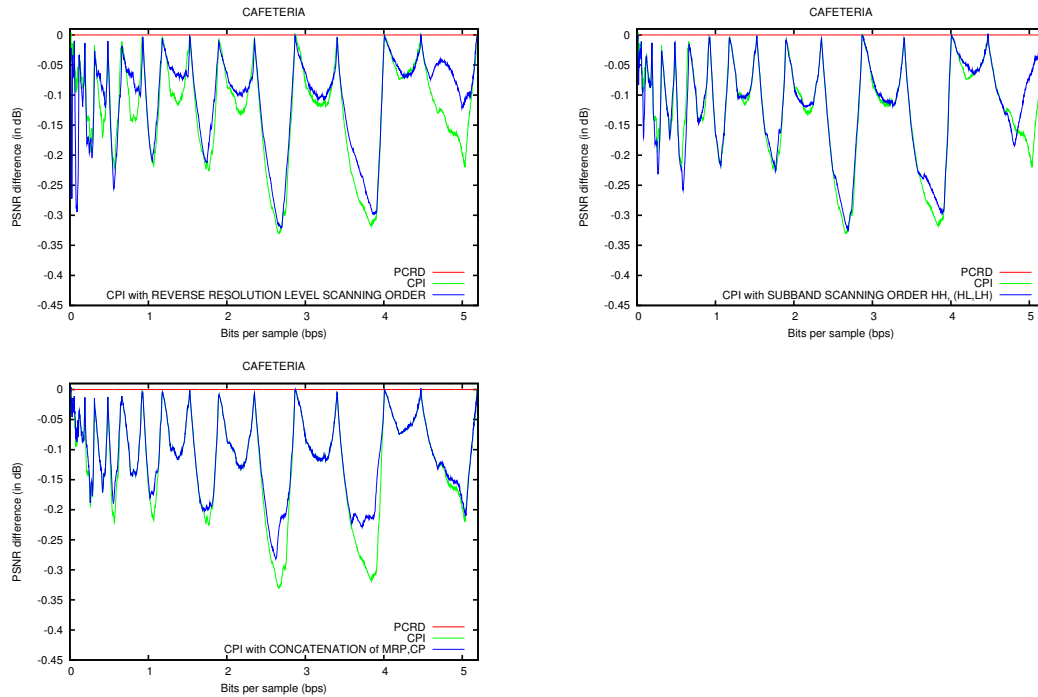 CAFETERIA
0
-0.05
-0.1
-0.15
-0.2
-0.25
-0.3
-0.35
-0.4
-0.45
PSNR difference (in dB)
PCRD
CPI
CPI with REVERSE RESOLUTION LEVEL SCANNING ORDER
0 1 2 3 4 5
Bits per sample (bps)
CAFETERIA
0
-0.05
-0.1
-0.15
-0.2
-0.25
-0.3
-0.35
-0.4
-0.45
PSNR difference (in dB)
PCRD
CPI
CPI with SUBBAND SCANNING ORDER HH, (HL,LH)
0 1 2 3 4 5
Bits per sample (bps)
CAFETERIA
0
-0.05
-0.1
-0.15
-0.2
-0.25
-0.3
-0.35
-0.4
-0.45
PSNR difference (in dB)
PCRD
CPI
CPI with CONCATENATION of MRP,CP
0 1 2 3 4 5
Bits per sample (bps)